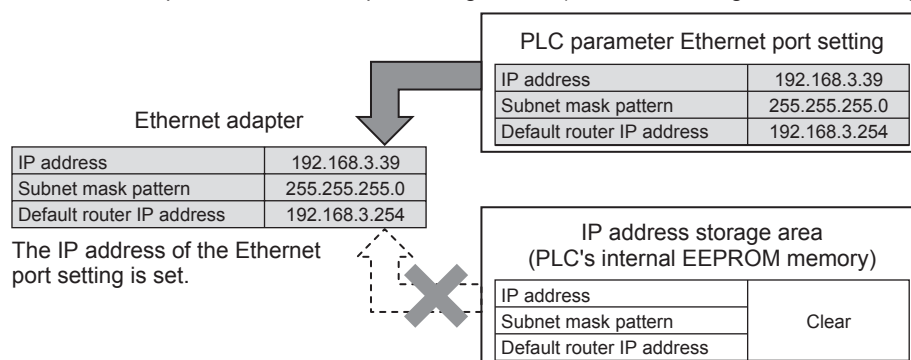 PLC parameter Ethernet port setting
IP address 192.168.3.39
Subnet mask pattern 255.255.255.0
Default router IP address 192.168.3.254
Ethernet adapter
IP address 192.168.3.39
Subnet mask pattern 255.255.255.0
Default router IP address 192.168.3.254
The IP address of the Ethernet
port setting is set.
IP address storage area
(PLC's internal EEPROM memory)
IP address
Subnet mask pattern Clear
Default router IP address